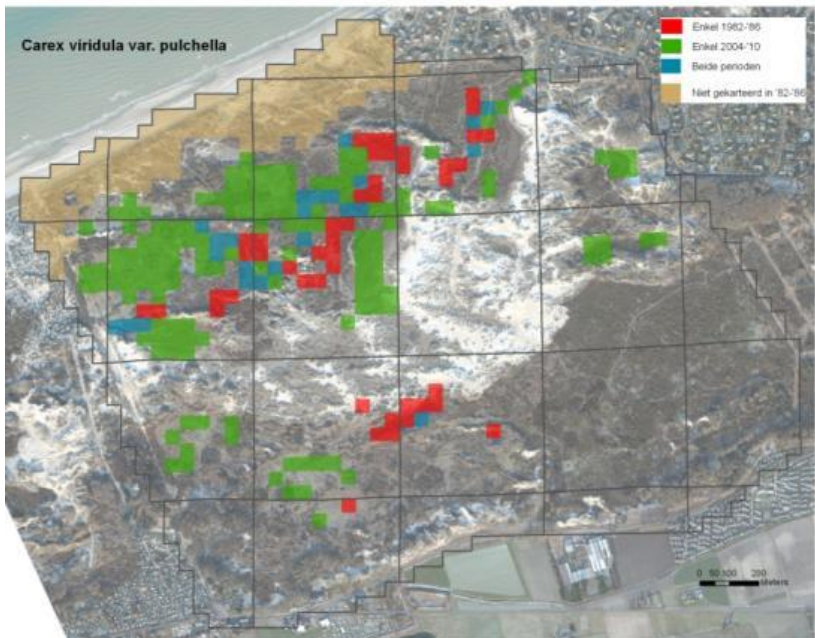 Carex viridula var. pulchella
Enkel 1982-'86
Enkel 2004-'10
Beide perioden
Niet gekarteerd in '82-'86
0 50 100 200
Meters